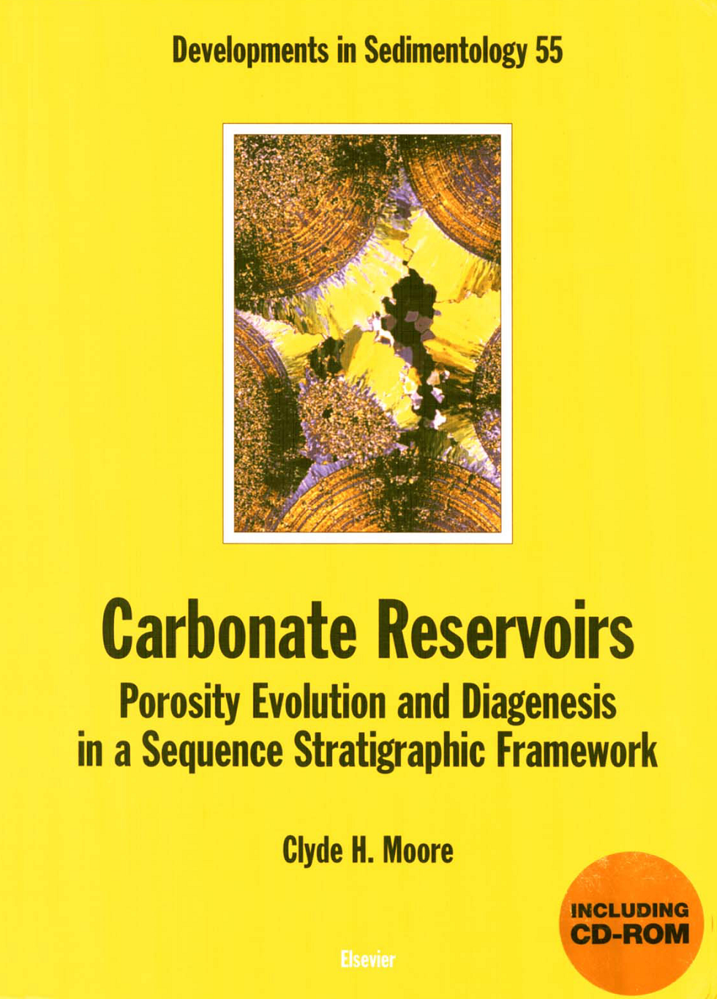 Developments in Sedimentology 55
Carbonate Reservoirs
Porosity Evolution and Diagenesis
in a Sequence Stratigraphic Framework
Clyde H. Moore
INCLUDING
CD-ROM
Elsevier